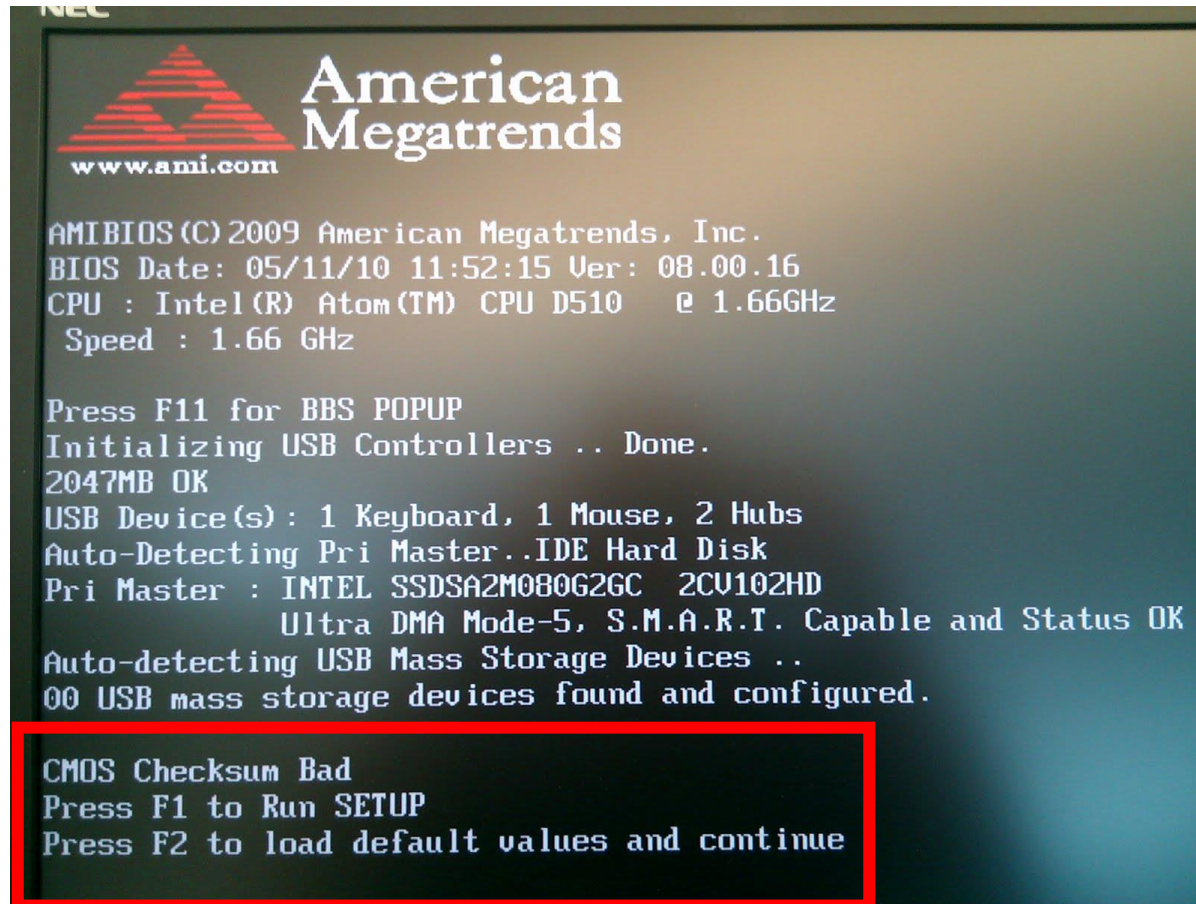 NEC
American
Megatrends
www.ami.com
AMIBIOS(C)2009 American Megatrends, Inc.
BIOS Date: 05/11/10 11:52:15 Ver: 08.00.16
CPU : Intel(R) Atom(TM) CPU D510 @ 1.66GHz
Speed : 1.66 GHz
Press F11 for BBS POPUP
Initializing USB Controllers .. Done.
2047MB OK
USB Device(s): 1 Keyboard, 1 Mouse, 2 Hubs
Auto-Detecting Pri Master..IDE Hard Disk
Pri Master : INTEL SSDSA2M080G2GC 2CV102HD
Ultra DMA Mode-5, S.M.A.R.T. Capable and Status OK
Auto-detecting USB Mass Storage Devices ..
00 USB mass storage devices found and configured.
CMOS Checksum Bad
Press F1 to Run SETUP
Press F2 to load default values and continue